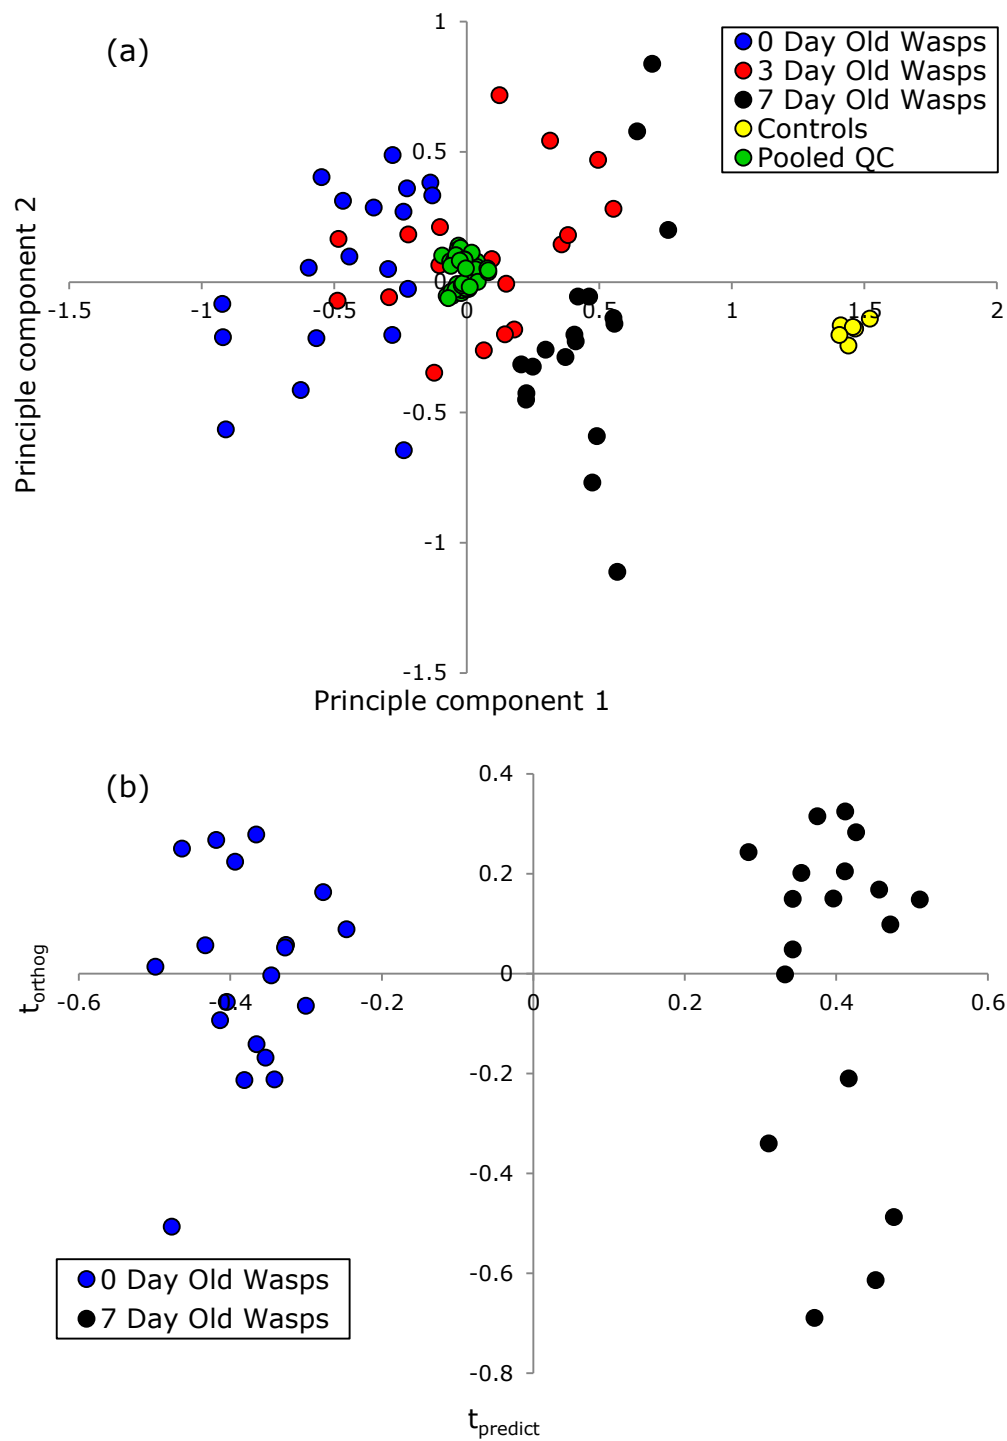 (a)
1
0 Day Old Wasps
3 Day Old Wasps
7 Day Old Wasps
Controls
Pooled QC
0.5
0
-0.5
-1
-1.5
Principle component 2
-1.5
-1
-0.5
0
0.5
1
1.5
2
Principle component 1
(b)
0.4
0.2
0
-0.2
-0.4
-0.6
-0.8
torthog
-0.6
-0.4
-0.2
0
0.2
0.4
0.6
0 Day Old Wasps
7 Day Old Wasps
tpredict